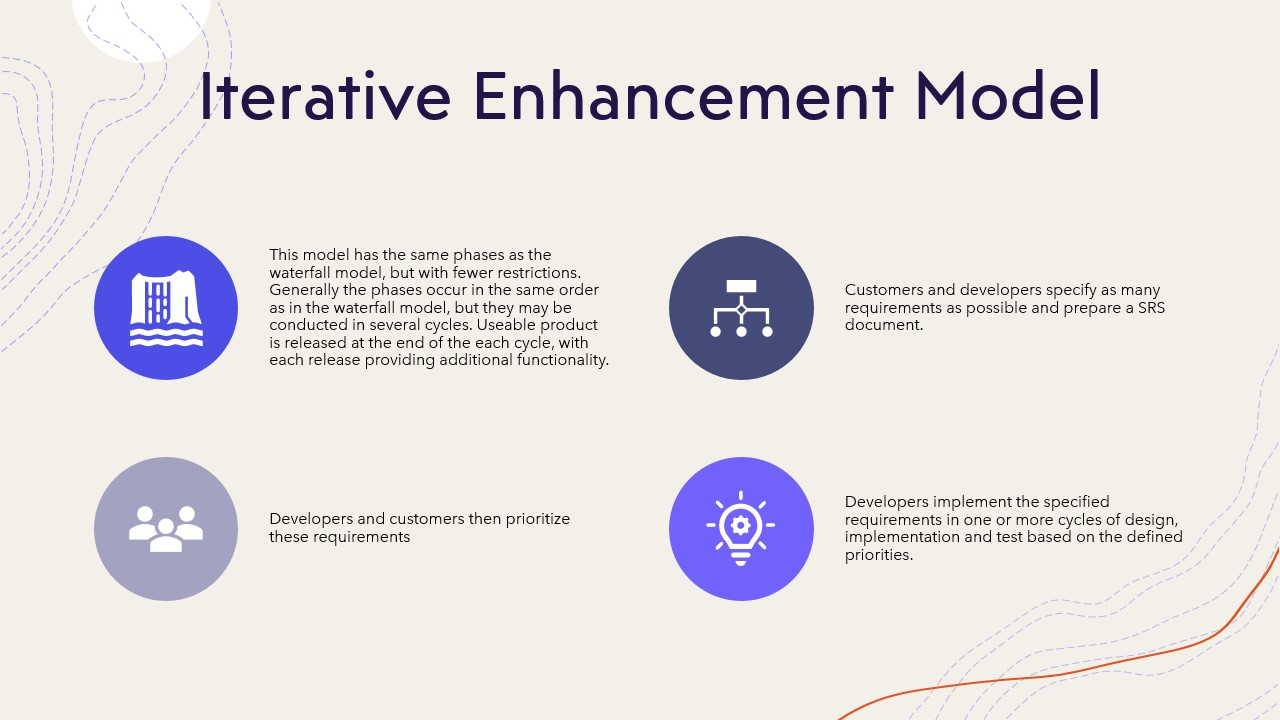 Iterative Enhancement Model
This model has the same phases as the
waterfall model, but with fewer restrictions.
Generally the phases occur in the same order
as in the waterfall model, but they may be
conducted in several cycles. Useable product
is released at the end of the each cycle, with
each release providing additional functionality.
Customers and developers specify as many
requirements as possible and prepare a SRS
document.
Developers and customers then prioritize
these requirements
Developers implement the specified
requirements in one or more cycles of design,
implementation and test based on the defined
priorities.